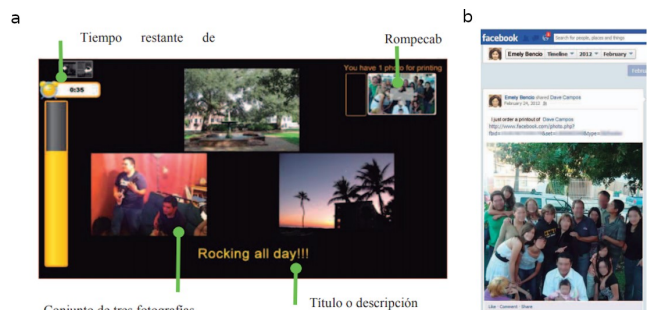 a
Tiempo restante de
Rompecab
You have 1 photo for printing
0:35
Rocking all day!!!
Conjunto de tres fotografías
Título o descripción
b
facebook
Search for people, places and things
Emely Bencio Timeline 2012 February
Emely Bencio shared Dave Campos
February 24, 2012
I just order a printout of Dave Campos
http://www.facebook.com/photo.php?
Like Comment Share